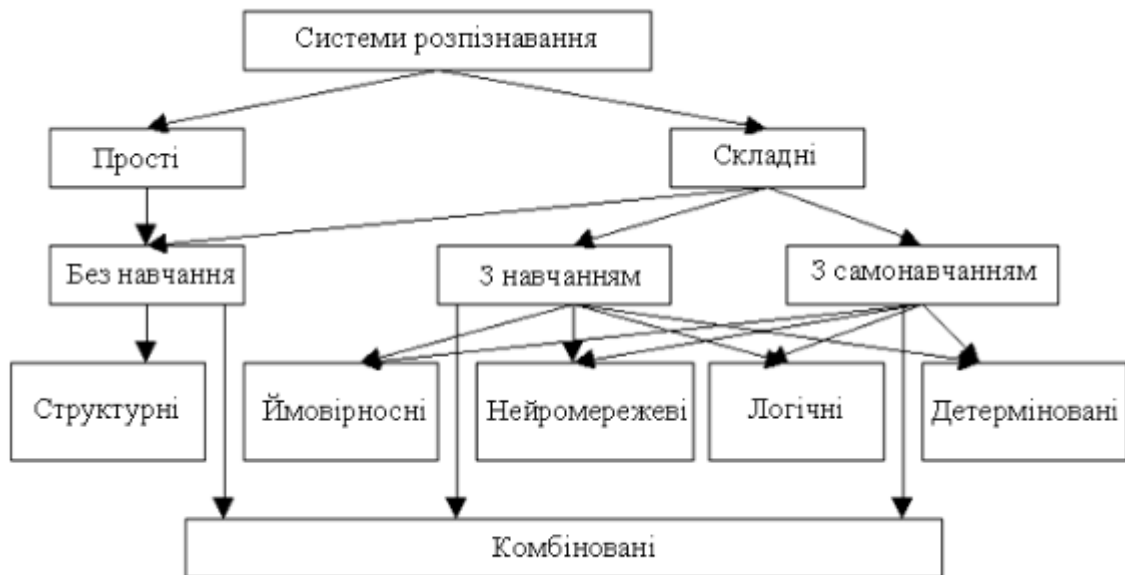 Системи розпізнавання
Прості
Складні
Без навчання
З навчанням
З самонавчанням
Структурні
Ймовірносні
Нейромережеві
Логічні
Детерміновані
Комбіновані